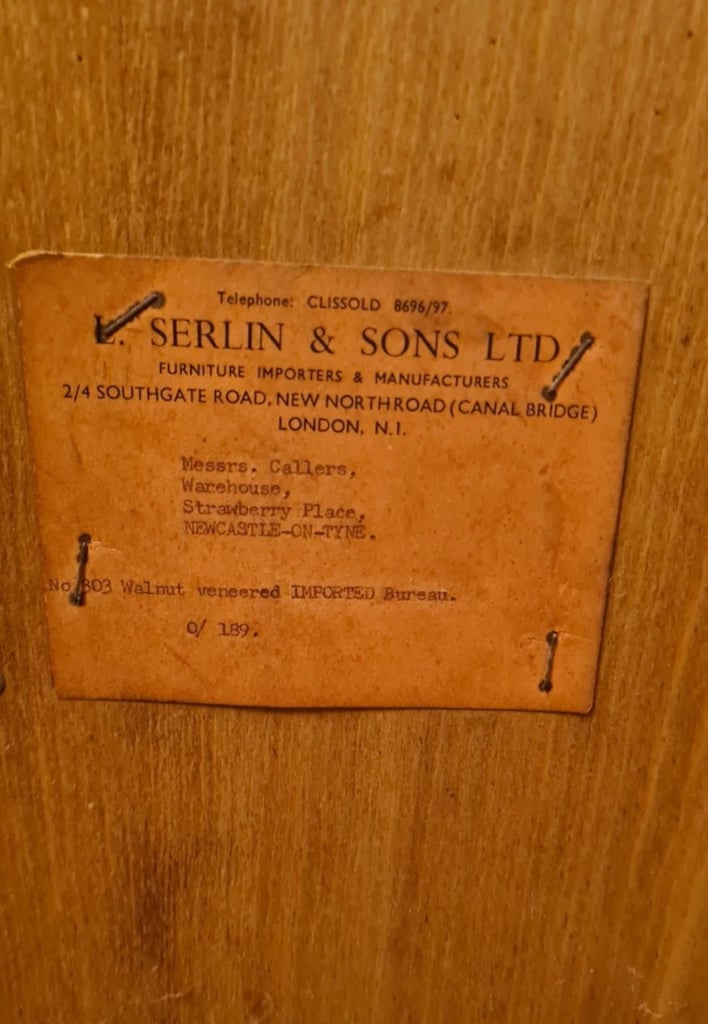 Telephone: CLISSOLD 8696/97.
L. SERLIN & SONS LTD.
FURNITURE IMPORTERS & MANUFACTURERS
2/4 SOUTHGATE ROAD, NEW NORTH ROAD (CANAL BRIDGE)
LONDON, N.1.
Messrs. Callers,
Warehouse,
Strawberry Place,
NEWCASTLE-ON-TYNE.
No 803 Walnut veneered IMPORTED Bureau.
O/ 189.